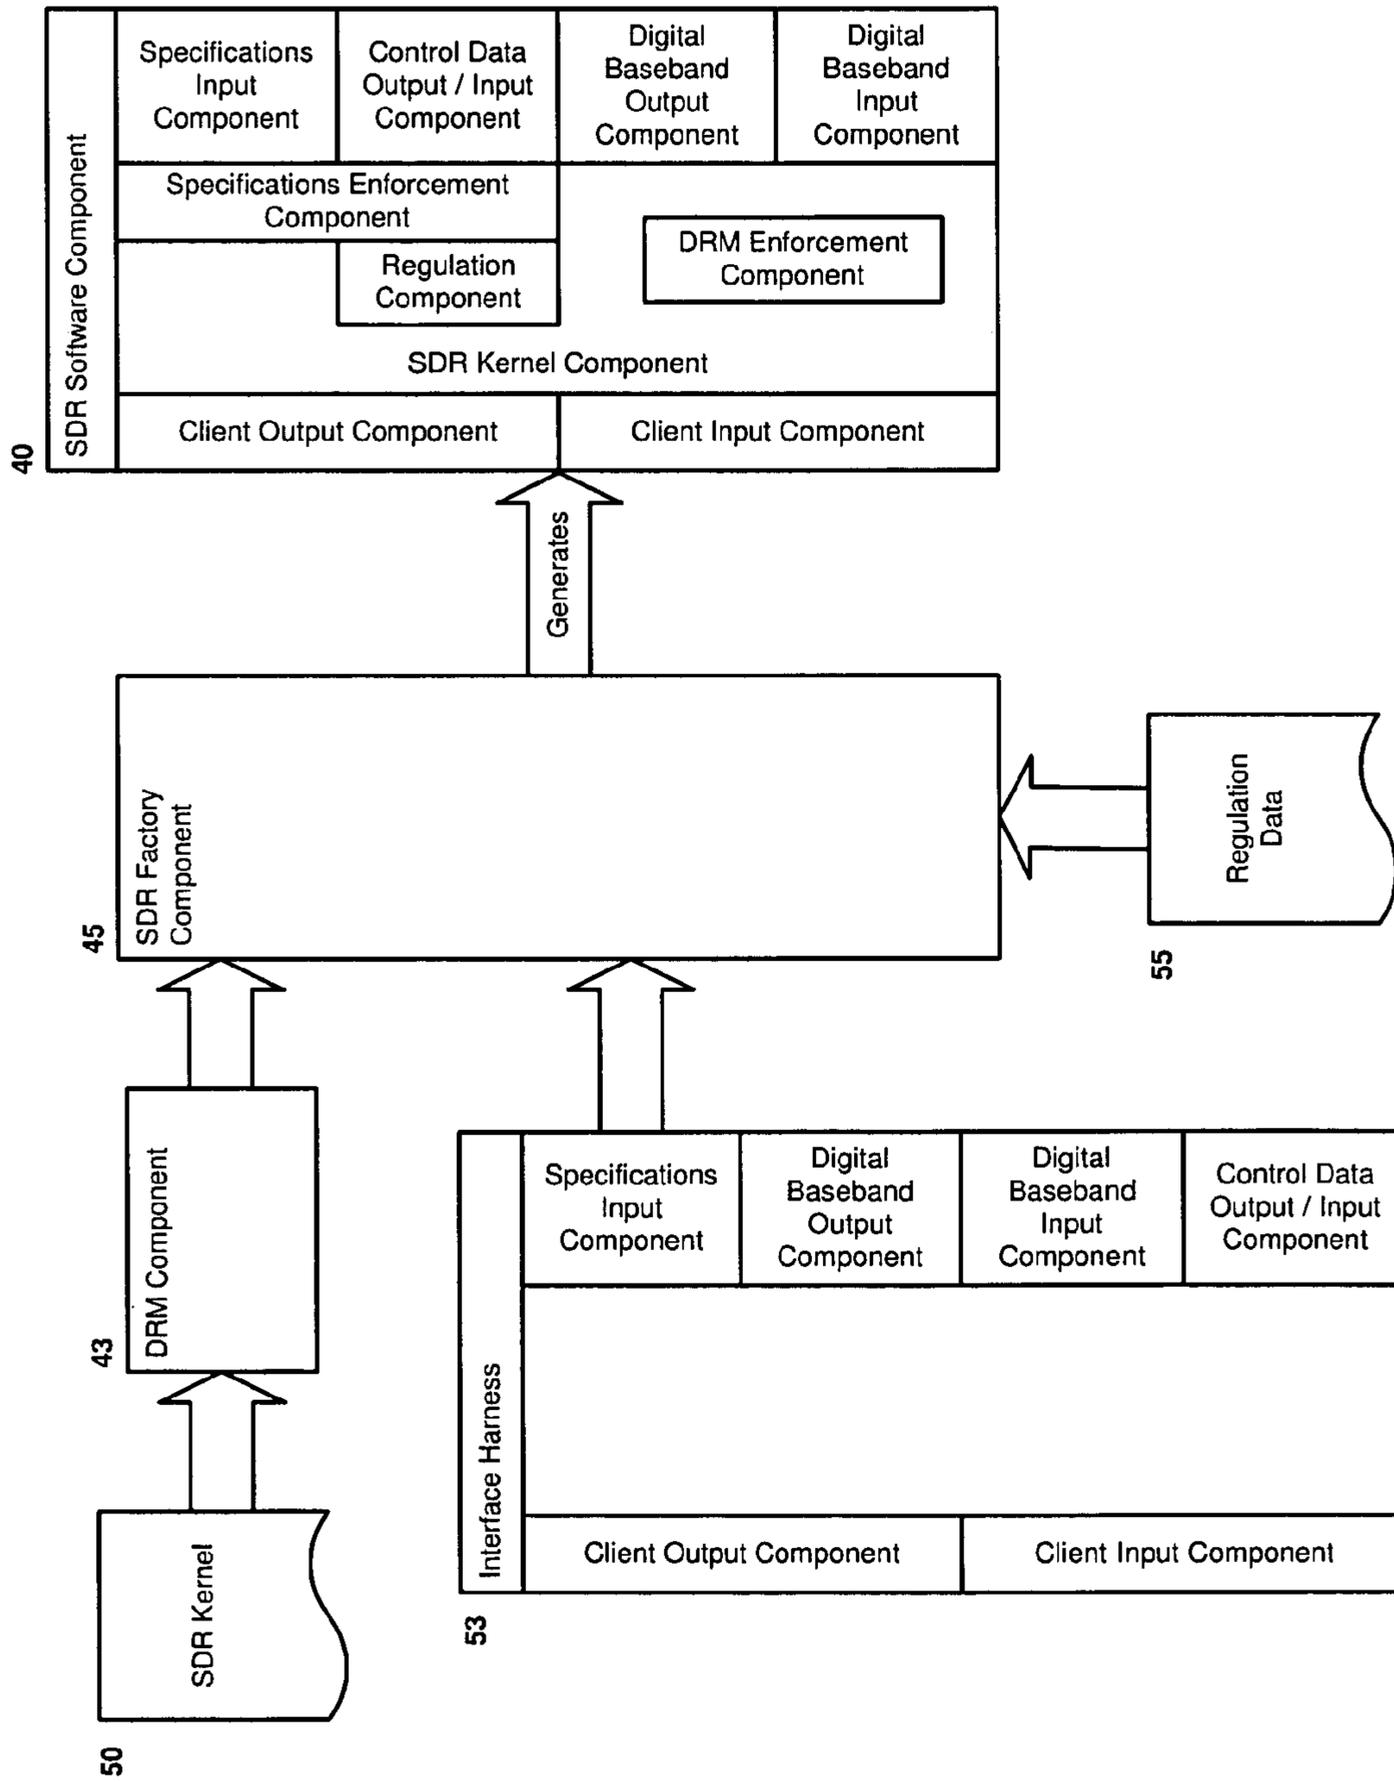 40
SDR Software Component
Specifications
Input
Component
Control Data
Output / Input
Component
Digital
Baseband
Output
Component
Digital
Baseband
Input
Component
Specifications Enforcement
Component
Regulation
Component
DRM Enforcement
Component
SDR Kernel Component
Client Output Component
Client Input Component
Generates
45
SDR Factory
Component
43
DRM Component
50
SDR Kernel
53
Interface Harness
Specifications
Input
Component
Digital
Baseband
Output
Component
Digital
Baseband
Input
Component
Control Data
Output / Input
Component
Client Output Component
Client Input Component
55
Regulation
Data